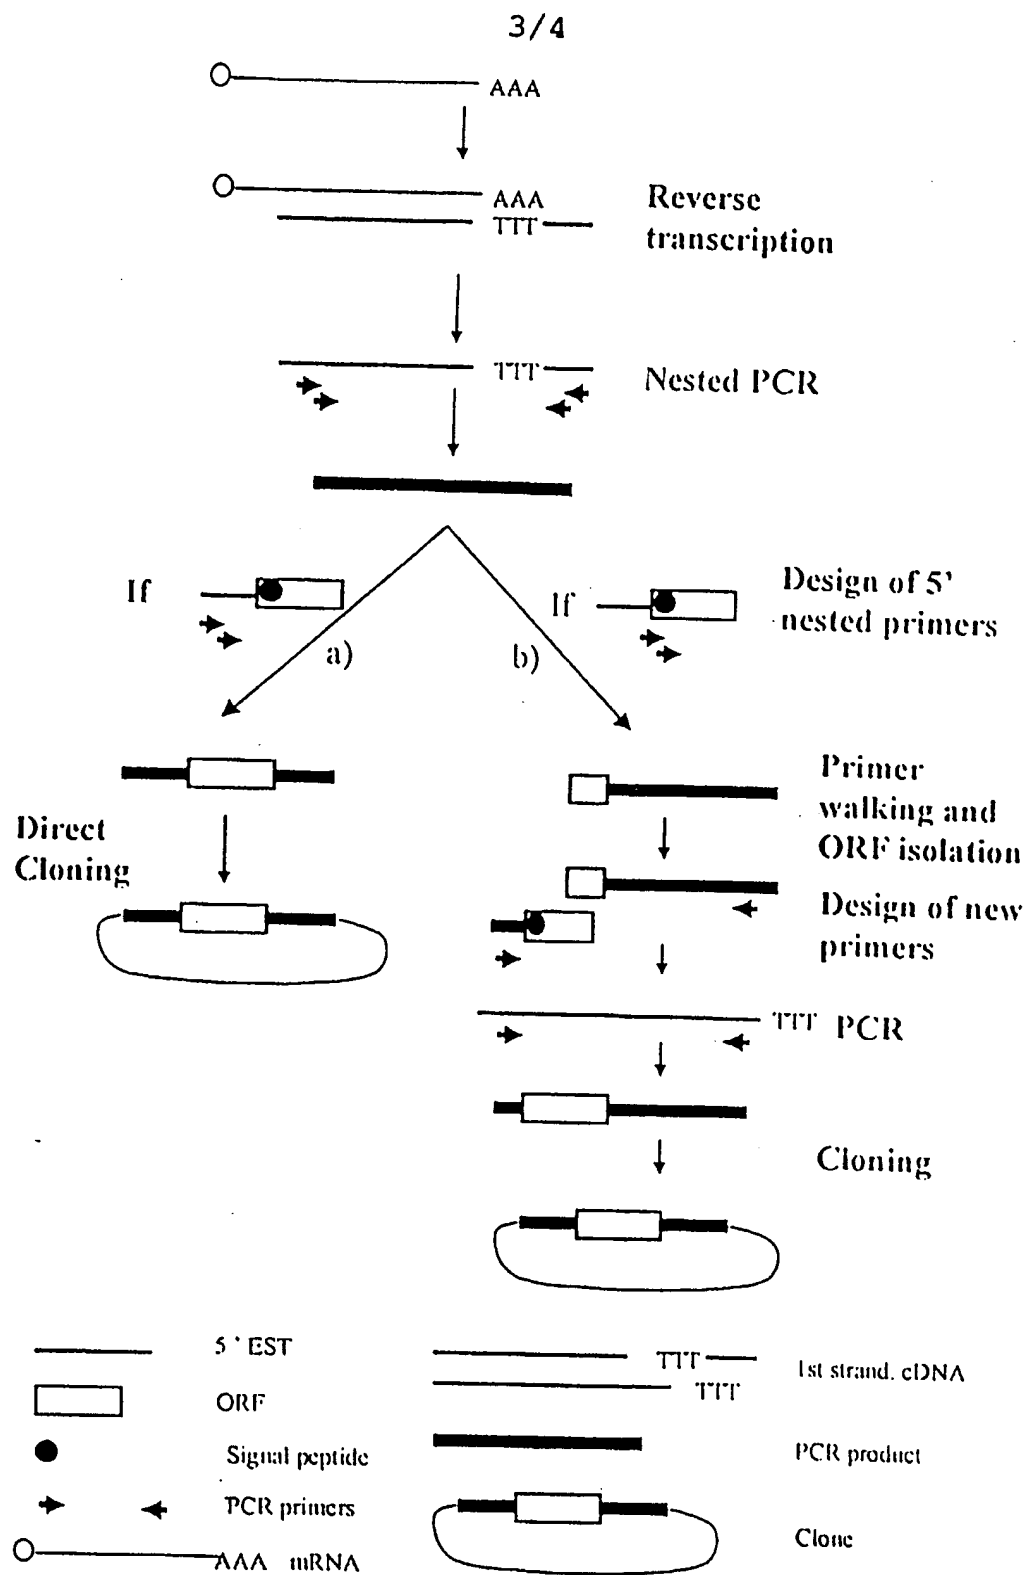 3/4
AAA
AAA
TTT
Reverse
transcription
TTT
Nested PCR
If
If
Design of 5'
nested primers
a)
b)
Direct
Cloning
Primer
walking and
ORF isolation
Design of new
primers
TTT PCR
Cloning
5 ' EST
ORF
Signal peptide
PCR primers
AAA mRNA
TTT
TTT
1st strand. cDNA
PCR product
Clone